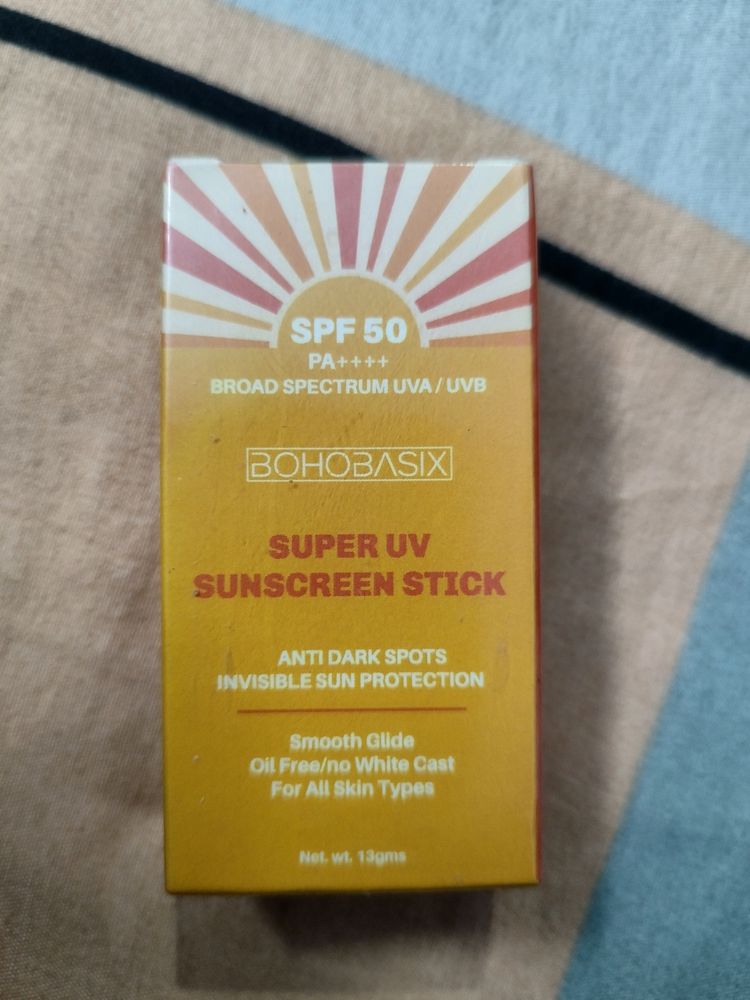 SPF 50
PA++++
BROAD SPECTRUM UVA / UVB
BOHOBASIX
SUPER UV
SUNSCREEN STICK
ANTI DARK SPOTS
INVISIBLE SUN PROTECTION
Smooth Glide
Oil Free/no White Cast
For All Skin Types
Net. wt. 13gms